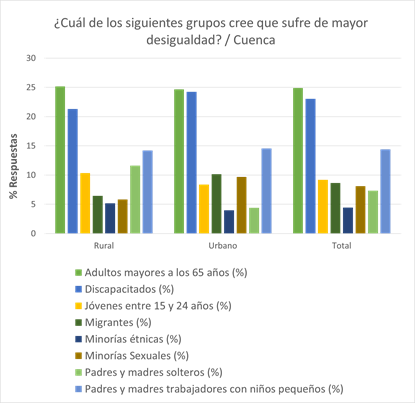 ¿Cuál de los siguientes grupos cree que sufre de mayor
desigualdad? / Cuenca
30
25
20
15
10
5
0
% Respuestas
Rural Urbano Total
Adultos mayores a los 65 años (%)
Discapacitados (%)
Jóvenes entre 15 y 24 años (%)
Migrantes (%)
Minorías étnicas (%)
Minorías Sexuales (%)
Padres y madres solteros (%)
Padres y madres trabajadores con niños pequeños (%)